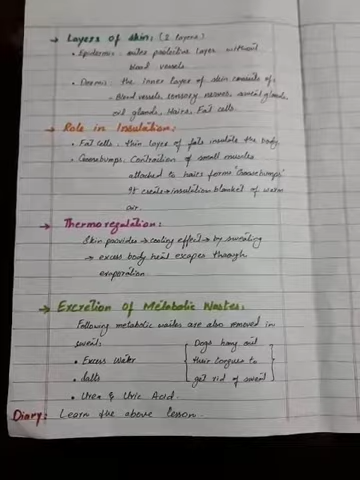 → Layers of skin: (2 layers)
• Epidermis: outer protective layer without
blood vessels
• Dermis: the inner layer of skin consists of,
- Blood vessels, sensory nerves, sweat glands,
oil glands, Hairs, Fat cells.
→ Role in Insulation:
• Fat Cells: thin layer of fats insulate the body.
• Goosebumps: Contraction of small muscles
attached to hairs forms "Goosebumps"
It creats → insulation blanket of warm
air.
→ Thermoregulation:
Skin provides → cooling effect → by sweating
→ excess body heat escapes through
evaporation.
→ Excretion of Metabolic Wastes:
Following metabolic wastes are also removed in
sweat:
• Excess Water
• Salts
• Urea & Uric Acid.
[Dogs hang out
their tongues to
get rid of sweat]
Diary: Learn the above lesson.